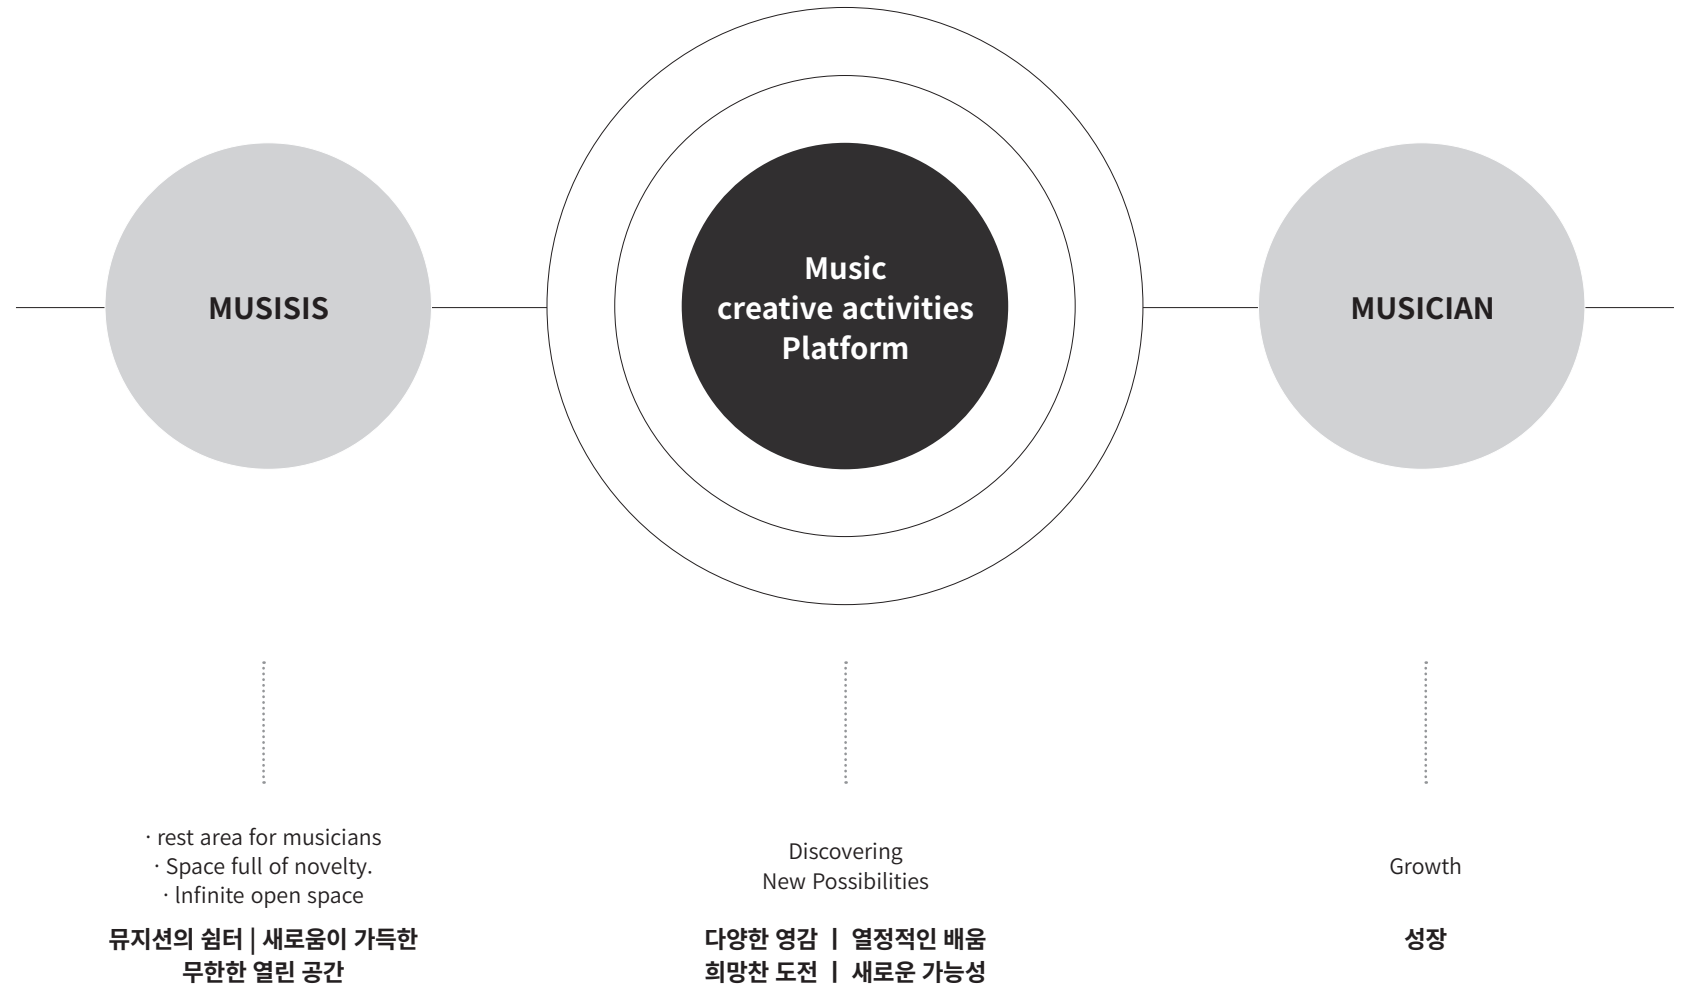 MUSISIS
Music
creative activities
Platform
MUSICIAN
· rest area for musicians
· Space full of novelty.
· Infinite open space
뮤지션의 쉼터 | 새로움이 가득한
무한한 열린 공간
Discovering
New Possibilities
다양한 영감 ㅣ 열정적인 배움
희망찬 도전 ㅣ 새로운 가능성
Growth
성장